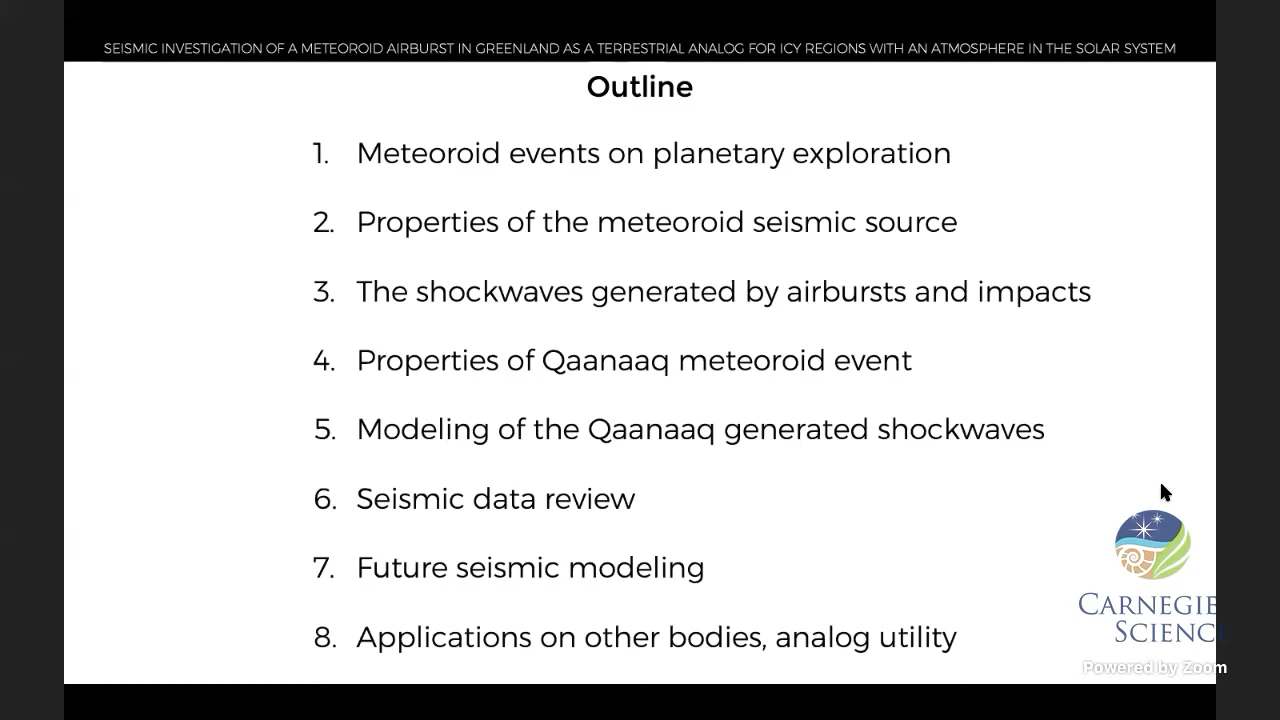 SEISMIC INVESTIGATION OF A METEOROID AIRBURST IN GREENLAND AS A TERRESTRIAL ANALOG FOR ICY REGIONS WITH AN ATMOSPHERE IN THE SOLAR SYSTEM
Outline
1. Meteoroid events on planetary exploration
2. Properties of the meteoroid seismic source
3. The shockwaves generated by airbursts and impacts
4. Properties of Qaanaaq meteoroid event
5. Modeling of the Qaanaaq generated shockwaves
6. Seismic data review
7. Future seismic modeling
8. Applications on other bodies, analog utility
CARNEGIE
SCIENCE
Powered by Zoom